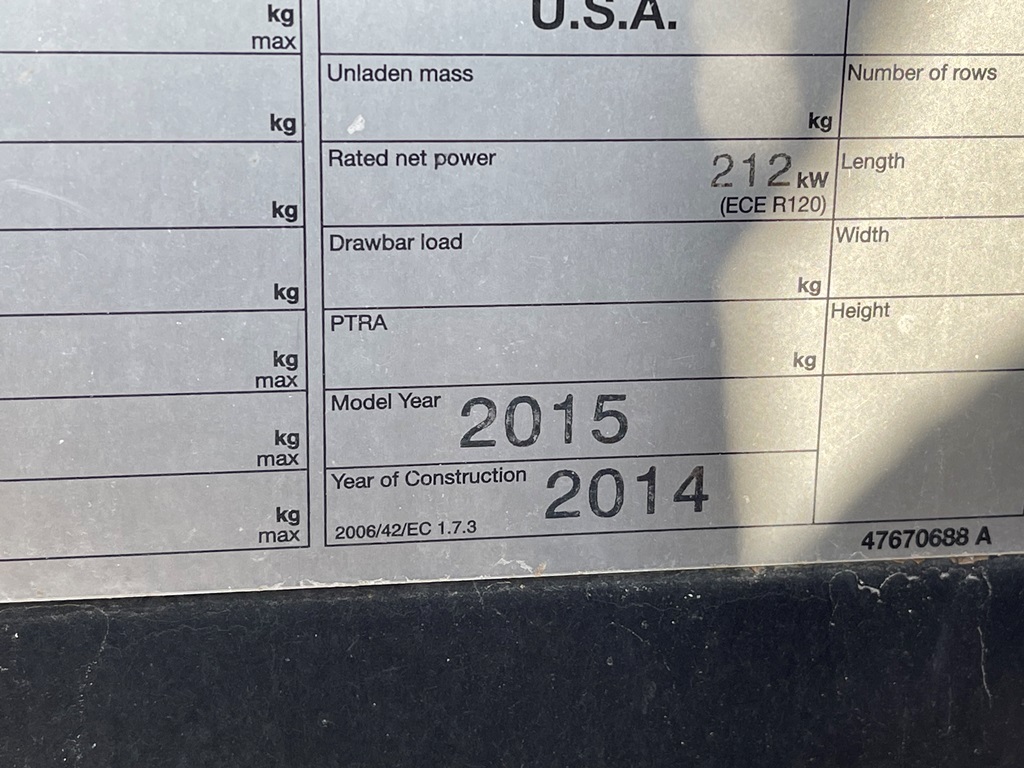 kg
max
kg
kg
kg
kg
max
kg
max
kg
max
U.S.A.
Unladen mass
kg
Rated net power
212 kW
(ECE R120)
Drawbar load
kg
PTRA
kg
Model Year 2015
Year of Construction 2014
2006/42/EC 1.7.3
Number of rows
Length
Width
Height
47670688 A